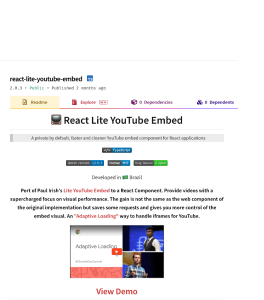 react-lite-youtube-embed TS
2.0.3 • Public • Published 2 months ago
Readme
Explore BETA
0 Dependencies
0 Dependents
React Lite YouTube Embed
A private by default, faster and cleaner YouTube embed component for React applications
TypeScript
Developed in
Port of Paul Irish's Lite YouTube Embed to a React Component. Provide videos with a
supercharged focus on visual performance. The gain is not the same as the web component of
the original implementation but saves some requests and gives you more control of the
embed visual. An "Adaptive Loading" way to handle iframes for YouTube.
Adaptive Loading
View Demo